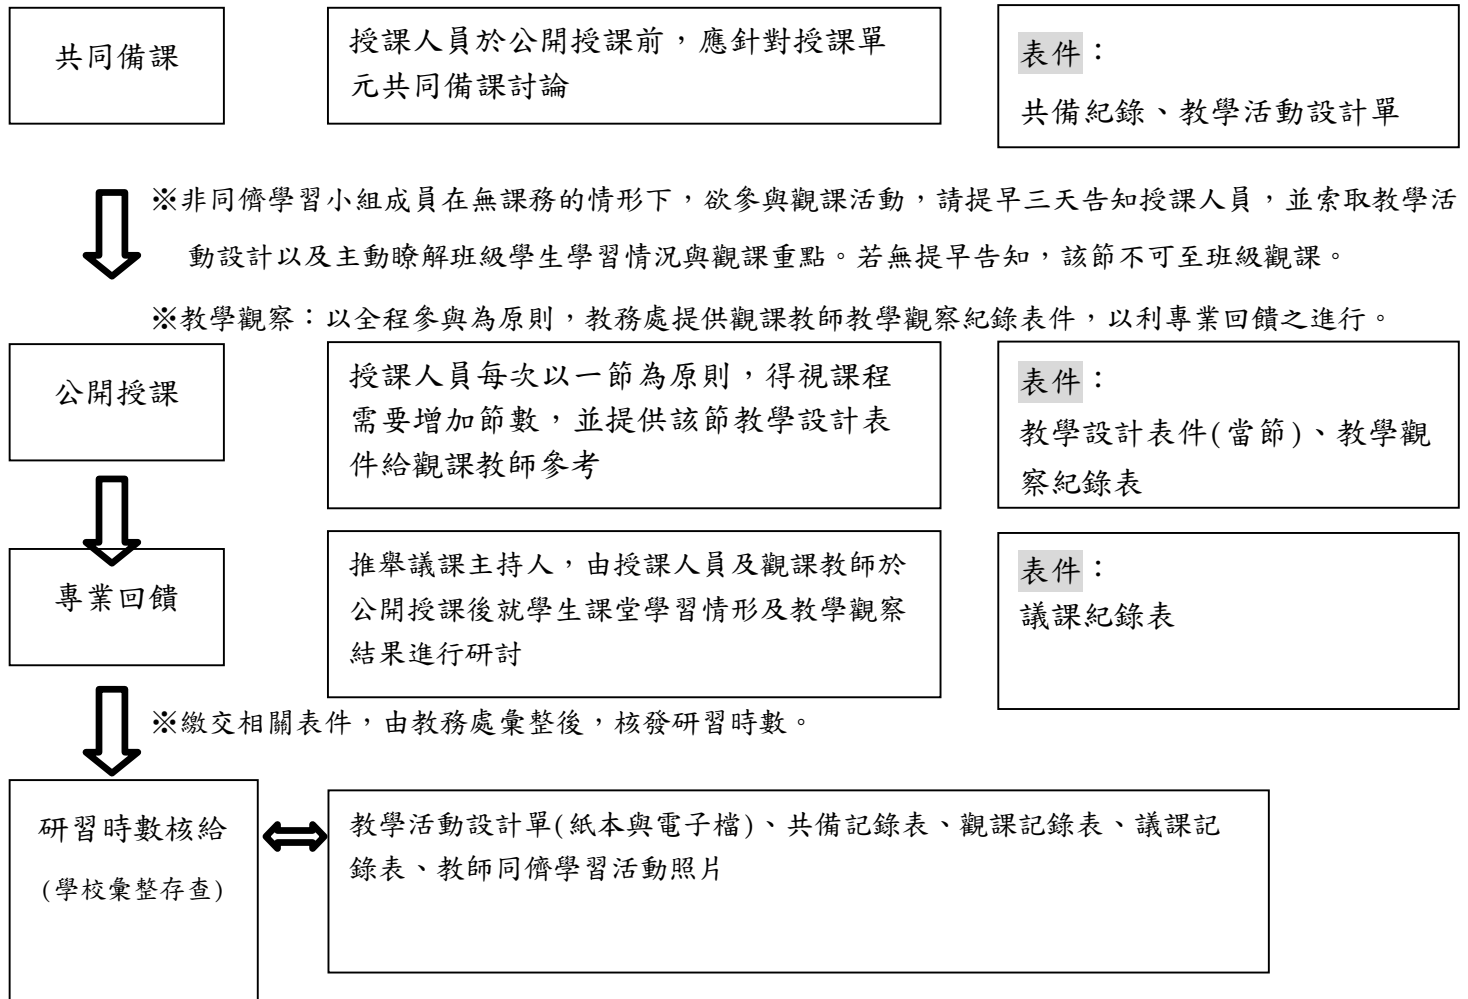 共同備課
授課人員於公開授課前，應針對授課單
元共同備課討論
表件：
共備紀錄、教學活動設計單
※非同儕學習小組成員在無課務的情形下，欲參與觀課活動，請提早三天告知授課人員，並索取教學活
動設計以及主動瞭解班級學生學習情況與觀課重點。若無提早告知，該節不可至班級觀課。
※教學觀察：以全程參與為原則，教務處提供觀課教師教學觀察紀錄表件，以利專業回饋之進行。
公開授課
授課人員每次以一節為原則，得視課程
需要增加節數，並提供該節教學設計表
件給觀課教師參考
表件：
教學設計表件(當節)、教學觀
察紀錄表
專業回饋
推舉議課主持人，由授課人員及觀課教師於
公開授課後就學生課堂學習情形及教學觀察
結果進行研討
表件：
議課紀錄表
※繳交相關表件，由教務處彙整後，核發研習時數。
研習時數核給
(學校彙整存查)
教學活動設計單(紙本與電子檔)、共備記錄表、觀課記錄表、議課記
錄表、教師同儕學習活動照片